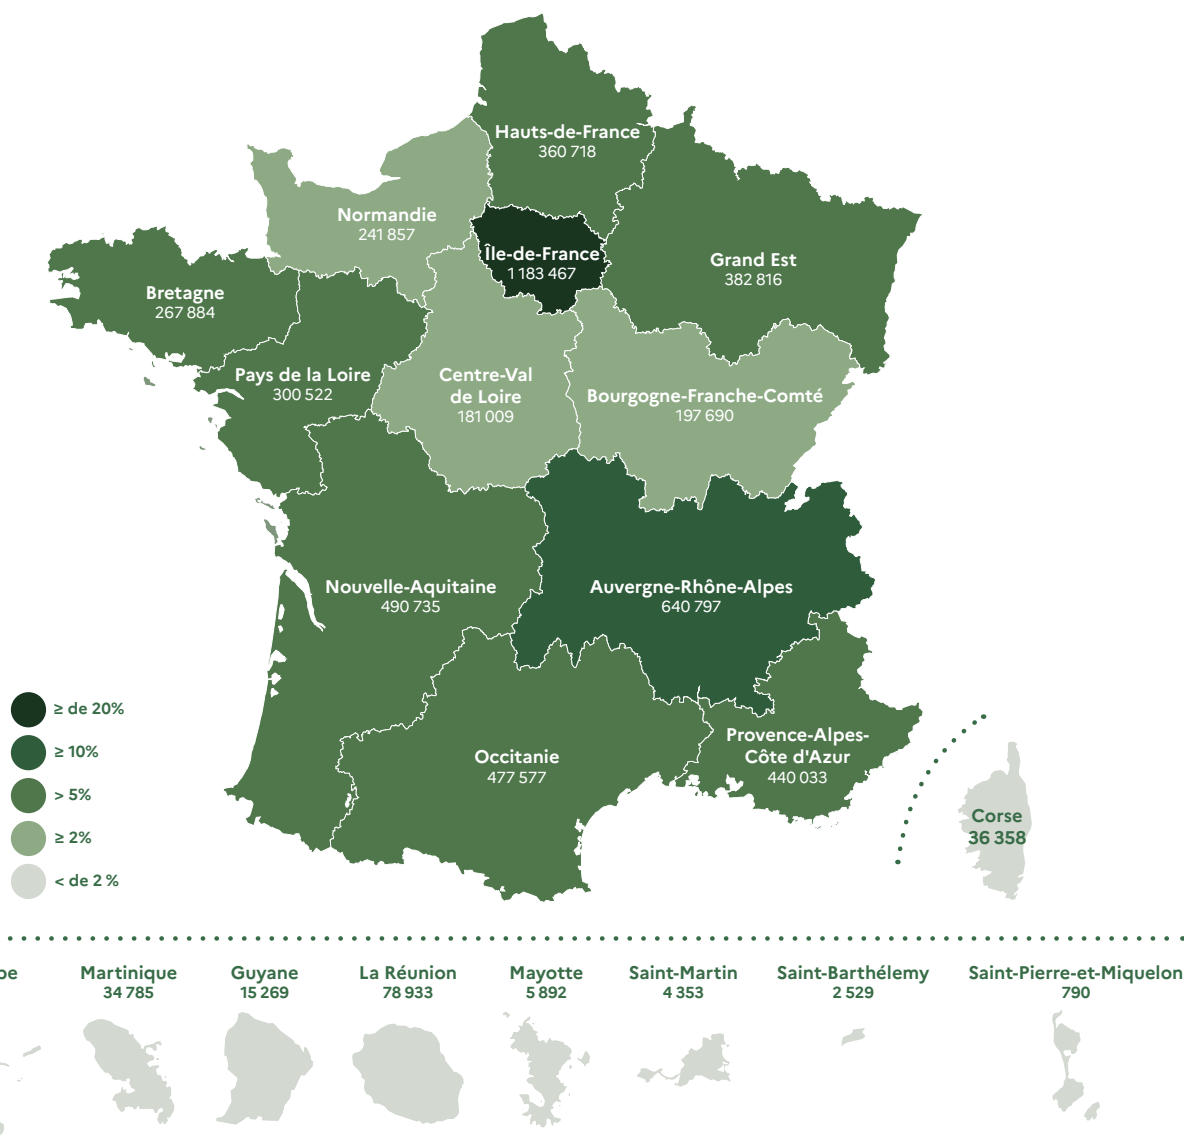 Hauts-de-France
360 718
Normandie
241 857
Île-de-France
1 183 467
Grand Est
382 816
Bretagne
267 884
Pays de la Loire
300 522
Centre-Val
de Loire
181 009
Bourgogne-Franche-Comté
197 690
Nouvelle-Aquitaine
490 735
Auvergne-Rhône-Alpes
640 797
Occitanie
477 577
Provence-Alpes-
Côte d'Azur
440 033
Corse
36 358
≥ de 20%
≥ 10%
> 5%
≥ 2%
< de 2 %
be
Martinique
34 785
Guyane
15 269
La Réunion
78 933
Mayotte
5 892
Saint-Martin
4 353
Saint-Barthélemy
2 529
Saint-Pierre-et-Miquelon
790